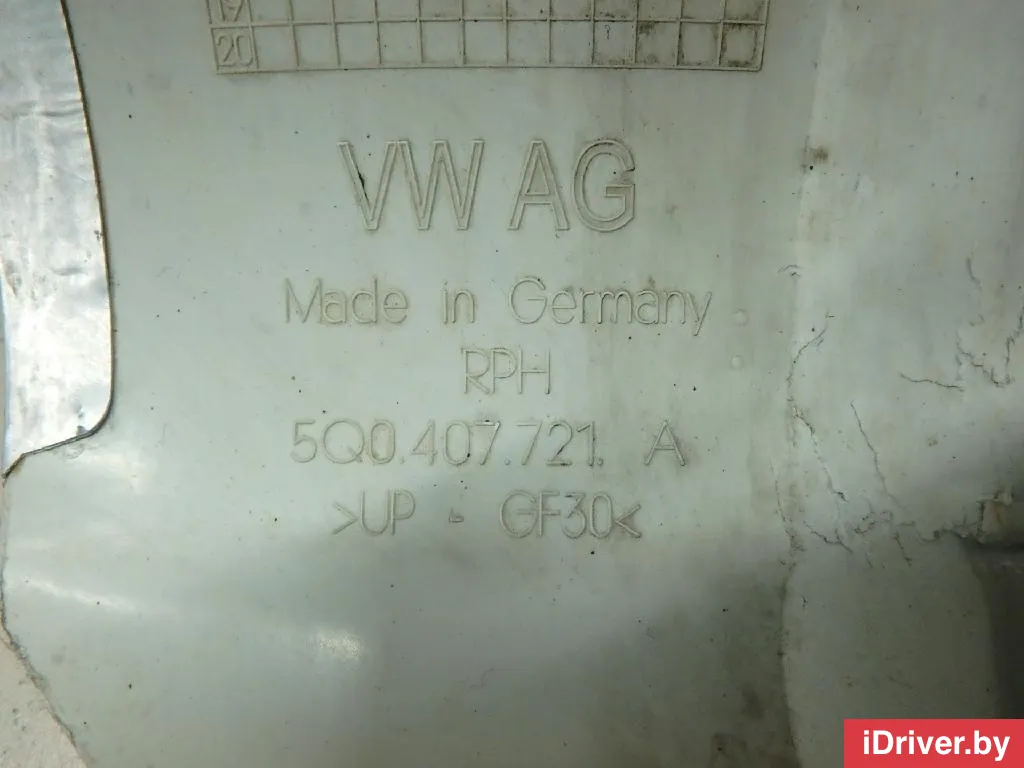 19
20
VW AG
Made in Germany
RPH
5Q0.407.721. A
>UP - GF30<
iDriver.by